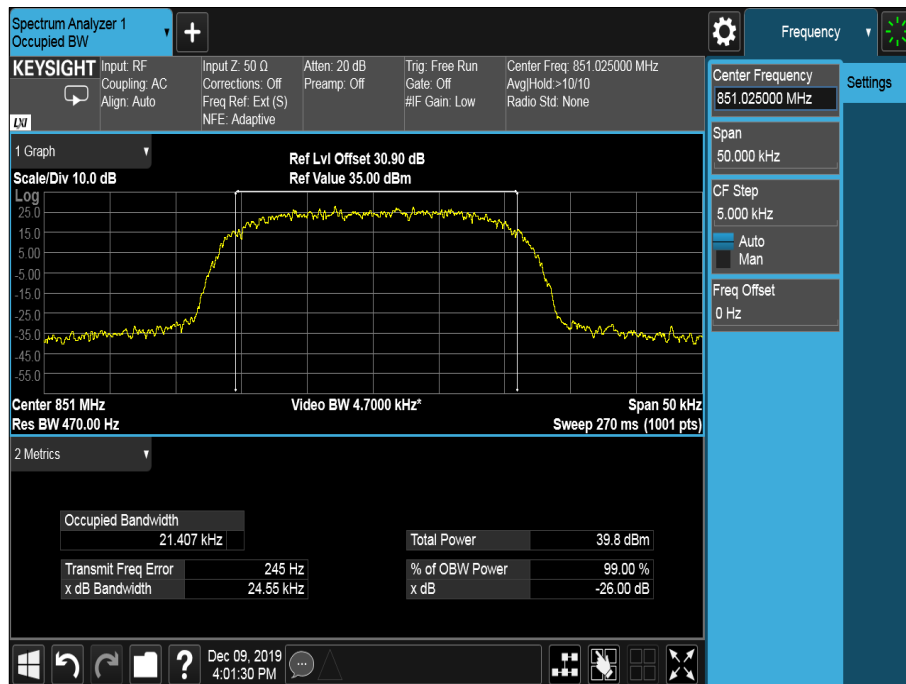 Spectrum Analyzer 1
Occupied BW
Frequency
KEYSIGHT
LXI
Input: RF
Coupling: AC
Align: Auto
Input Z: 50 Ω
Corrections: Off
Freq Ref: Ext (S)
NFE: Adaptive
Atten: 20 dB
Preamp: Off
Trig: Free Run
Gate: Off
#IF Gain: Low
Center Freq: 851.025000 MHz
Avg|Hold:>10/10
Radio Std: None
Center Frequency
851.025000 MHz
Settings
Span
50.000 kHz
CF Step
5.000 kHz
Auto
Man
Freq Offset
0 Hz
1 Graph
Scale/Div 10.0 dB
Ref Lvl Offset 30.90 dB
Ref Value 35.00 dBm
Log
25.0
15.0
5.00
-5.00
-15.0
-25.0
-35.0
-45.0
-55.0
Center 851 MHz
Video BW 4.7000 kHz*
Span 50 kHz
Res BW 470.00 Hz
Sweep 270 ms (1001 pts)
2 Metrics
Occupied Bandwidth
21.407 kHz
Total Power 39.8 dBm
Transmit Freq Error 245 Hz
% of OBW Power 99.00 %
x dB Bandwidth 24.55 kHz
x dB -26.00 dB
?
Dec 09, 2019
4:01:30 PM